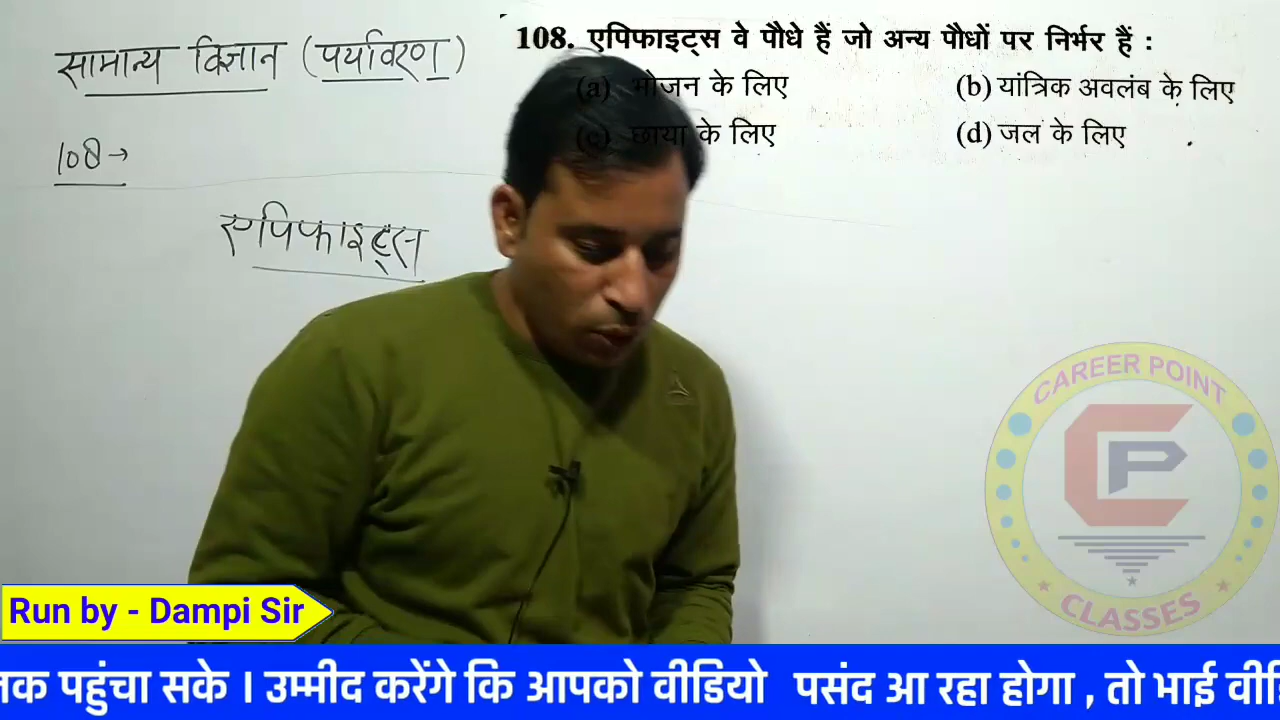 सामान्य विज्ञान (पर्यावरण)
108. एपिफाइट्स वे पौधे हैं जो अन्य पौधों पर निर्भर हैं :
(a) भोजन के लिए
(b) यांत्रिक अवलंब के लिए
(c) छाया के लिए
(d) जल के लिए
108→
एपिफाइट्स
CAREER POINT
CP
CLASSES
Run by - Dampi Sir
तक पहुंचा सके । उम्मीद करेंगे कि आपको वीडियो पसंद आ रहा होगा , तो भाई